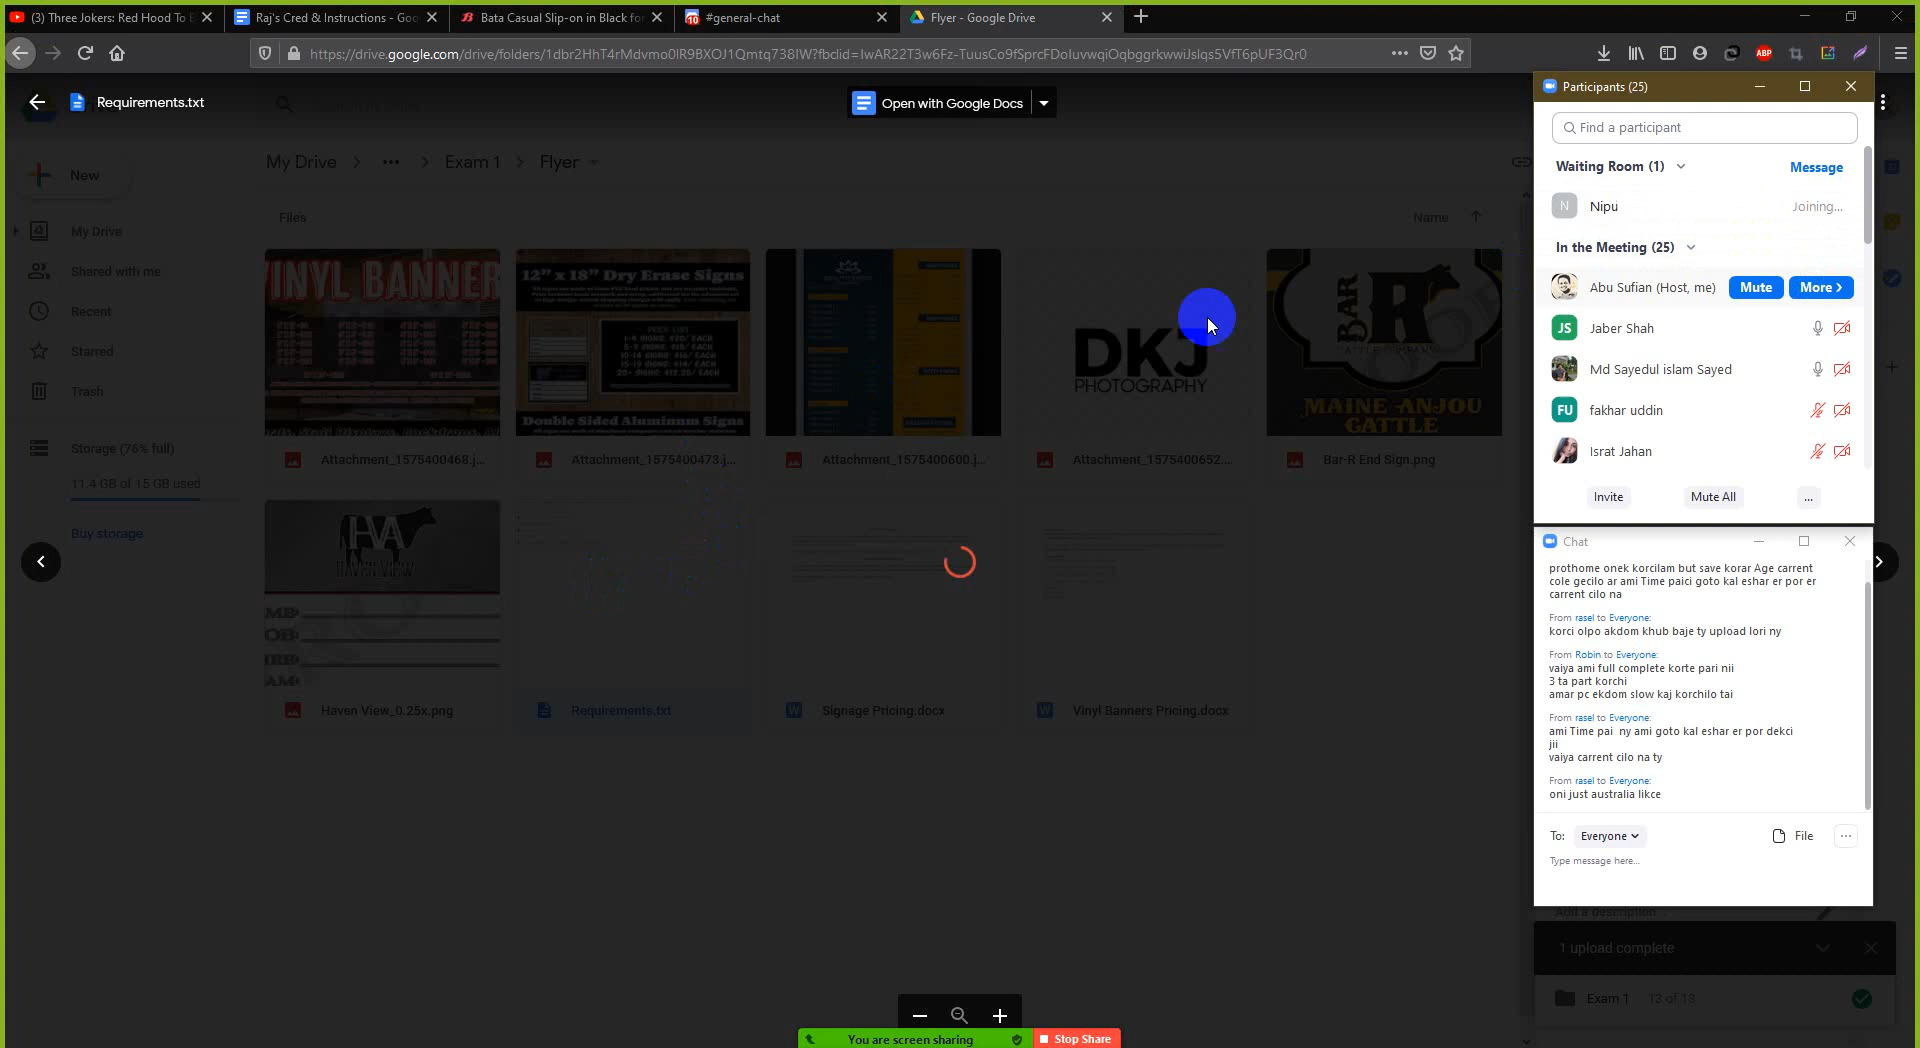 (3) Three Jokers: Red Hood To B
Raj's Cred & Instructions - Goo
Bata Casual Slip-on in Black for
#general-chat
Flyer - Google Drive
https://drive.google.com/drive/folders/1dbr2HhT4rMdvmo0lR9BXOJ1Qmtq738IW?fbclid=IwAR22T3w6Fz-TuusCo9fSprcFDoIuvwqiOqbggrkwwiJslqs5VfT6pUF3Qr0
ABP
Requirements.txt
Open with Google Docs
My Drive > ... > Exam 1 > Flyer
New
Files
Name
My Drive
Shared with me
Recent
Starred
Trash
Storage (76% full)
11.4 GB of 15 GB used
Buy storage
VINYL BANNER
12" x 18" Dry Erase Signs
PRICE LIST
Double Sided Aluminum Signs
DKJ
PHOTOGRAPHY
BAR
R
MAINE-ANJOU
CATTLE
Attachment_1575400468.j...
Attachment_1575400473.j...
Attachment_1575400600.j...
Attachment_1575400652....
Bar-R End Sign.png
HAVEN VIEW
Haven View_0.25x.png
Requirements.txt
Signage Pricing.docx
Vinyl Banners Pricing.docx
Participants (25)
Find a participant
Waiting Room (1)
Message
N
Nipu
Joining...
In the Meeting (25)
Abu Sufian (Host, me)
Mute
More >
JS
Jaber Shah
Md Sayedul islam Sayed
FU
fakhar uddin
Israt Jahan
Invite
Mute All
...
Chat
prothome onek korcilam but save korar Age carrent
cole gecilo ar ami Time paici goto kal eshar er por er
carrent cilo na
From rasel to Everyone:
korci olpo akdom khub baje ty upload lori ny
From Robin to Everyone:
vaiya ami full complete korte pari nii
3 ta part korchi
amar pc ekdom slow kaj korchilo tai
From rasel to Everyone:
ami Time pai  ny ami goto kal eshar er por dekci
jii
vaiya carrent cilo na ty
From rasel to Everyone:
oni just australia likce
To:
Everyone
File
...
Type message here...
Add a description
1 upload complete
Exam 1
13 of 13
You are screen sharing
Stop Share